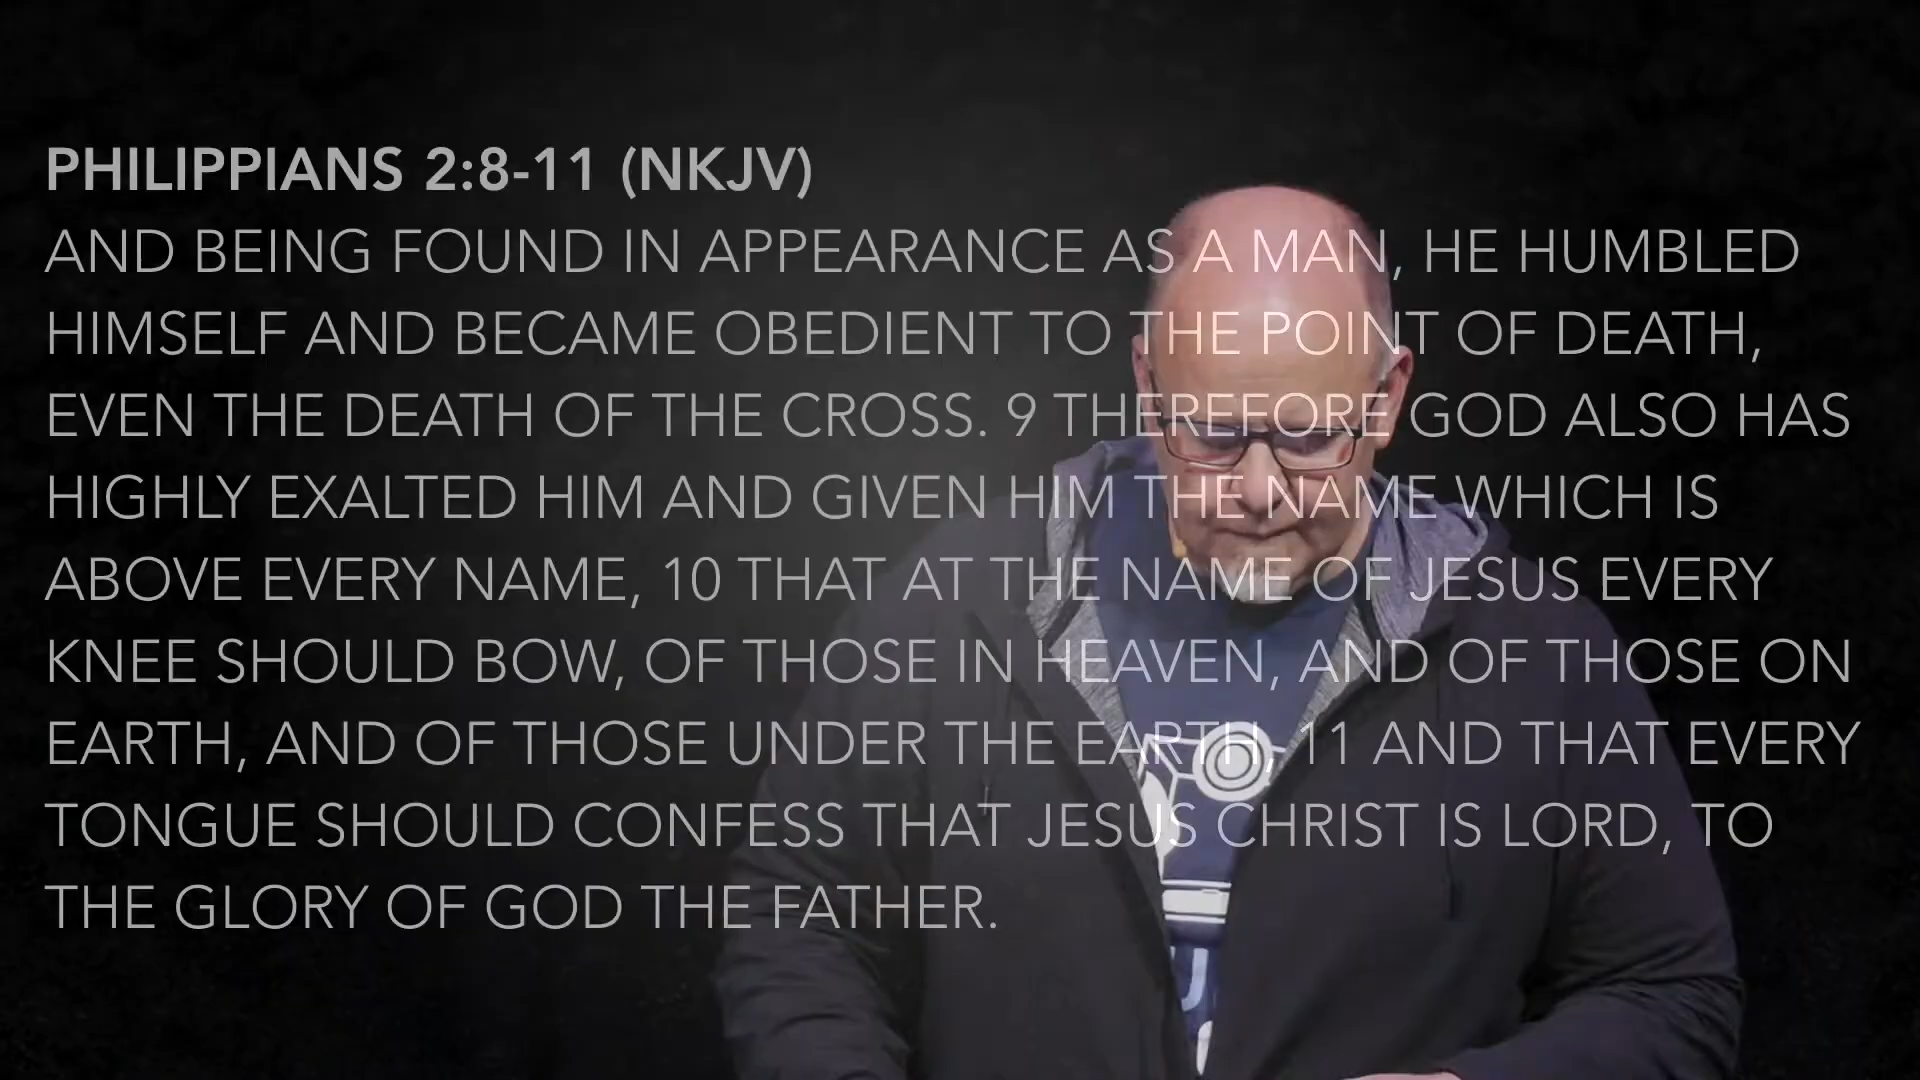 PHILIPPIANS 2:8-11 (NKJV)
AND BEING FOUND IN APPEARANCE AS A MAN, HE HUMBLED
HIMSELF AND BECAME OBEDIENT TO THE POINT OF DEATH,
EVEN THE DEATH OF THE CROSS. 9 THEREFORE GOD ALSO HAS
HIGHLY EXALTED HIM AND GIVEN HIM THE NAME WHICH IS
ABOVE EVERY NAME, 10 THAT AT THE NAME OF JESUS EVERY
KNEE SHOULD BOW, OF THOSE IN HEAVEN, AND OF THOSE ON
EARTH, AND OF THOSE UNDER THE EARTH, 11 AND THAT EVERY
TONGUE SHOULD CONFESS THAT JESUS CHRIST IS LORD, TO
THE GLORY OF GOD THE FATHER.